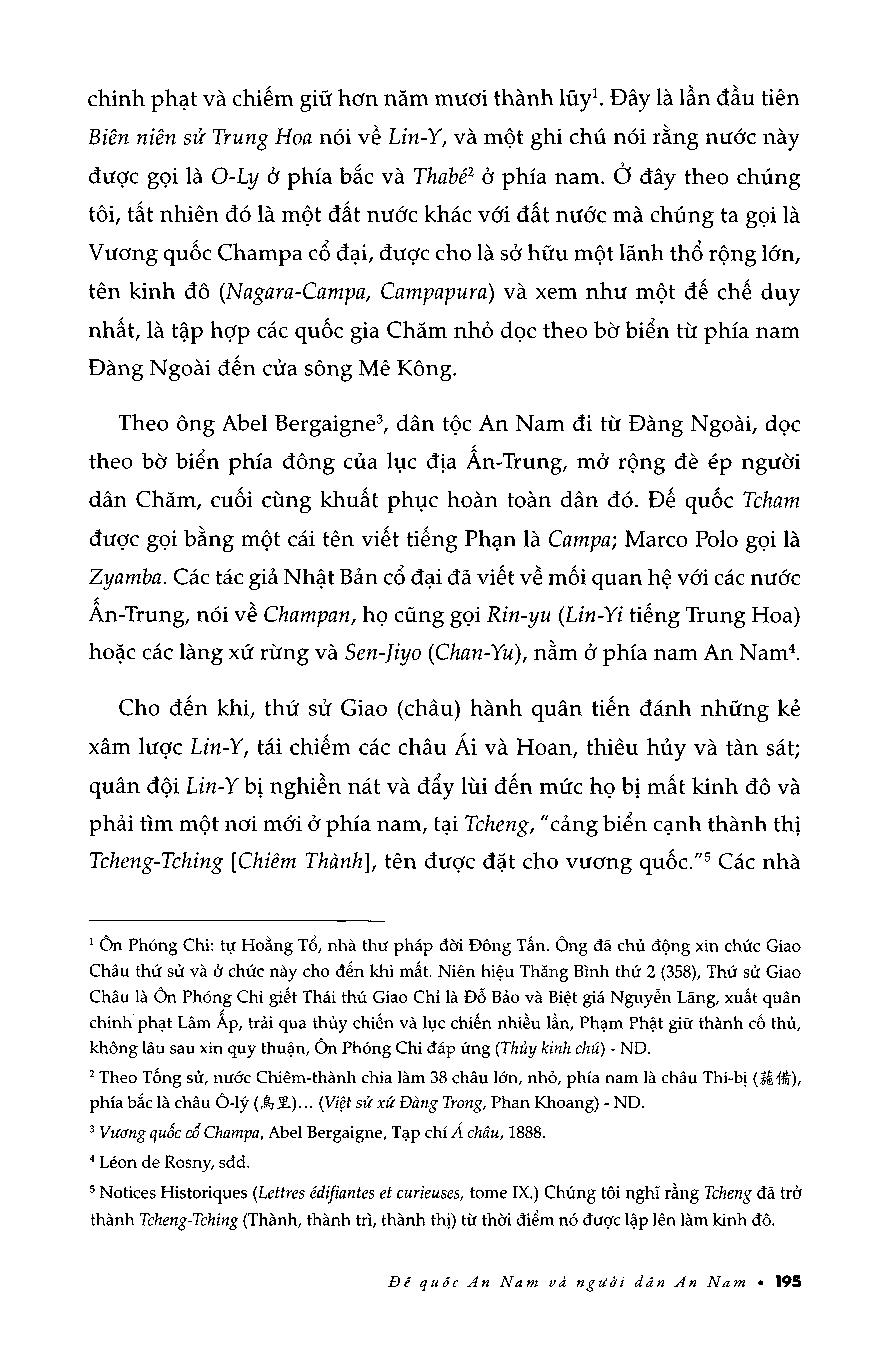 chinh phạt và chiếm giữ hơn năm mươi thành lũy¹. Đây là lần đầu tiên
Biên niên sử Trung Hoa nói về Lin-Y, và một ghi chú nói rằng nước này
được gọi là O-Ly ở phía bắc và Thabé² ở phía nam. Ở đây theo chúng
tôi, tất nhiên đó là một đất nước khác với đất nước mà chúng ta gọi là
Vương quốc Champa cổ đại, được cho là sở hữu một lãnh thổ rộng lớn,
tên kinh đô (Nagara-Campa, Campapura) và xem như một đế chế duy
nhất, là tập hợp các quốc gia Chăm nhỏ dọc theo bờ biển từ phía nam
Đàng Ngoài đến cửa sông Mê Kông.
Theo ông Abel Bergaigne³, dân tộc An Nam đi từ Đàng Ngoài, dọc
theo bờ biển phía đông của lục địa Ấn-Trung, mở rộng đè ép người
dân Chăm, cuối cùng khuất phục hoàn toàn dân đó. Đế quốc Tcham
được gọi bằng một cái tên viết tiếng Phạn là Campa; Marco Polo gọi là
Zyamba. Các tác giả Nhật Bản cổ đại đã viết về mối quan hệ với các nước
Ấn-Trung, nói về Champan, họ cũng gọi Rin-yu (Lin-Yi tiếng Trung Hoa)
hoặc các làng xứ rừng và Sen-Jiyo (Chan-Yu), nằm ở phía nam An Nam⁴.
Cho đến khi, thứ sử Giao (châu) hành quân tiến đánh những kẻ
xâm lược Lin-Y, tái chiếm các châu Ái và Hoan, thiêu hủy và tàn sát;
quân đội Lin-Y bị nghiền nát và đẩy lùi đến mức họ bị mất kinh đô và
phải tìm một nơi mới ở phía nam, tại Tcheng, "cảng biển cạnh thành thị
Tcheng-Tching [Chiêm Thành], tên được đặt cho vương quốc."⁵ Các nhà
¹ Ôn Phóng Chi: tự Hoằng Tổ, nhà thư pháp đời Đông Tấn. Ông đã chủ động xin chức Giao
Châu thứ sử và ở chức này cho đến khi mất. Niên hiệu Thăng Bình thứ 2 (358), Thứ sử Giao
Châu là Ôn Phóng Chi giết Thái thú Giao Chỉ là Đỗ Bảo và Biệt giá Nguyễn Lãng, xuất quân
chinh phạt Lâm Ấp, trải qua thủy chiến và lục chiến nhiều lần, Phạm Phật giữ thành cố thủ,
không lâu sau xin quy thuận, Ôn Phóng Chi đáp ứng (Thủy kinh chú) - ND.
² Theo Tống sử, nước Chiêm-thành chia làm 38 châu lớn, nhỏ, phía nam là châu Thi-bị (葹備),
phía bắc là châu Ô-lý (烏里)... (Việt sử xứ Đàng Trong, Phan Khoang) - ND.
³ Vương quốc cổ Champa, Abel Bergaigne, Tạp chí Á châu, 1888.
⁴ Léon de Rosny, sđd.
⁵ Notices Historiques (Lettres édifiantes et curieuses, tome IX.) Chúng tôi nghĩ rằng Tcheng đã trở
thành Tcheng-Tching (Thành, thành trì, thành thị) từ thời điểm nó được lập lên làm kinh đô.
Đế quốc An Nam và người dân An Nam • 195